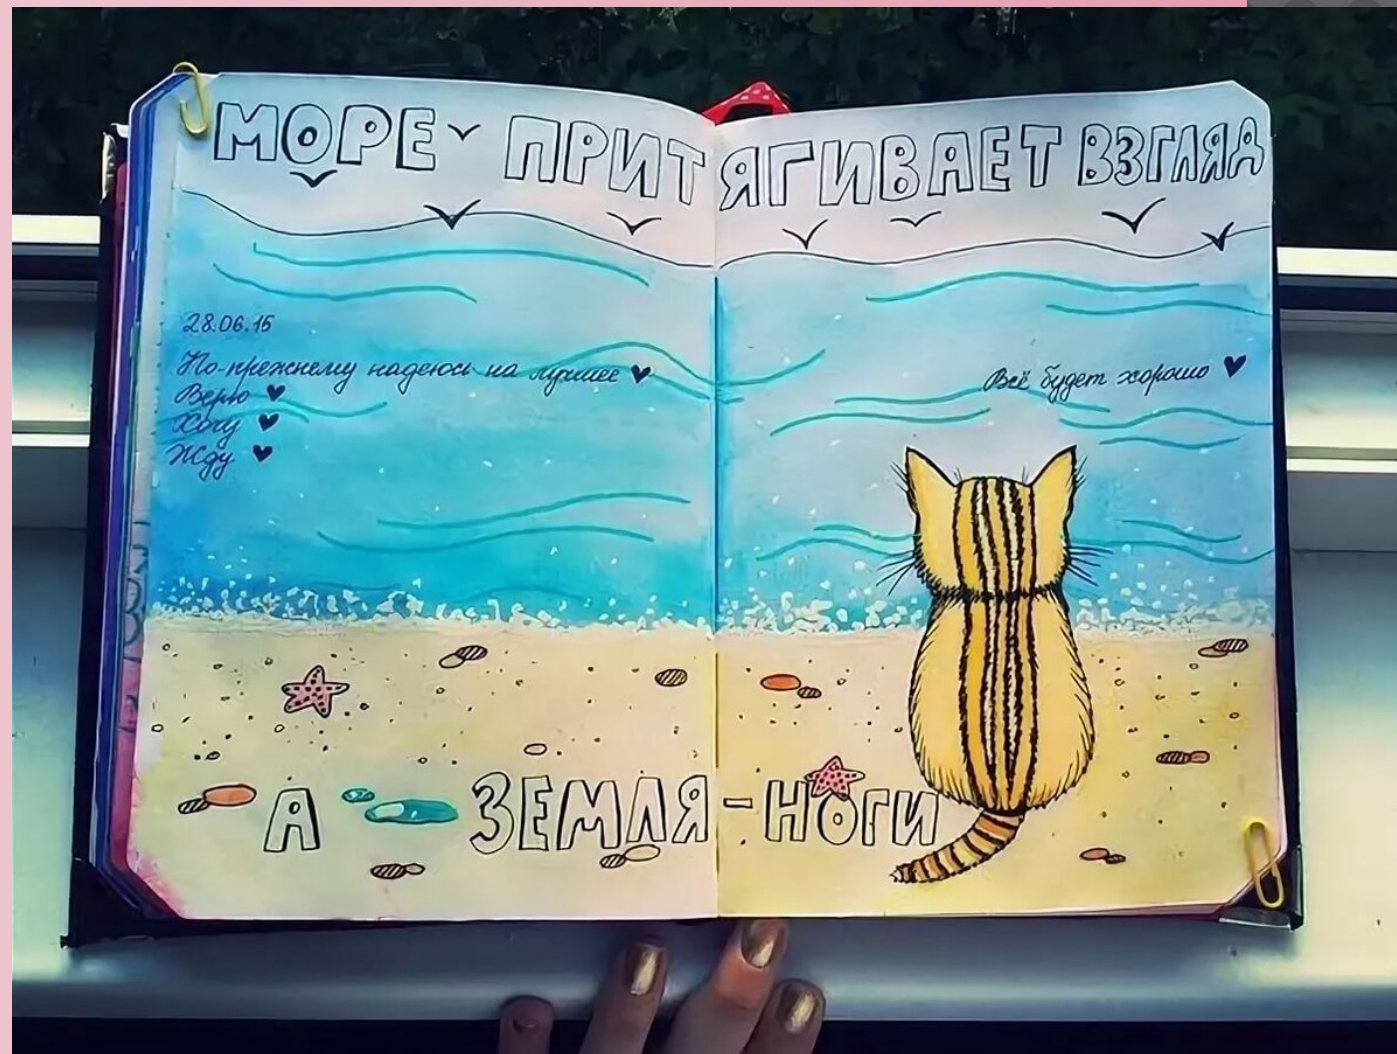 МОРЕ ПРИТЯГИВАЕТ ВЗГЛЯД
28.06.15
По-прежнему надеюсь на лучшее ♥
Верю ♥
Хочу ♥
Жду ♥
Всё будет хорошо ♥
А ЗЕМЛЯ - НОГИ